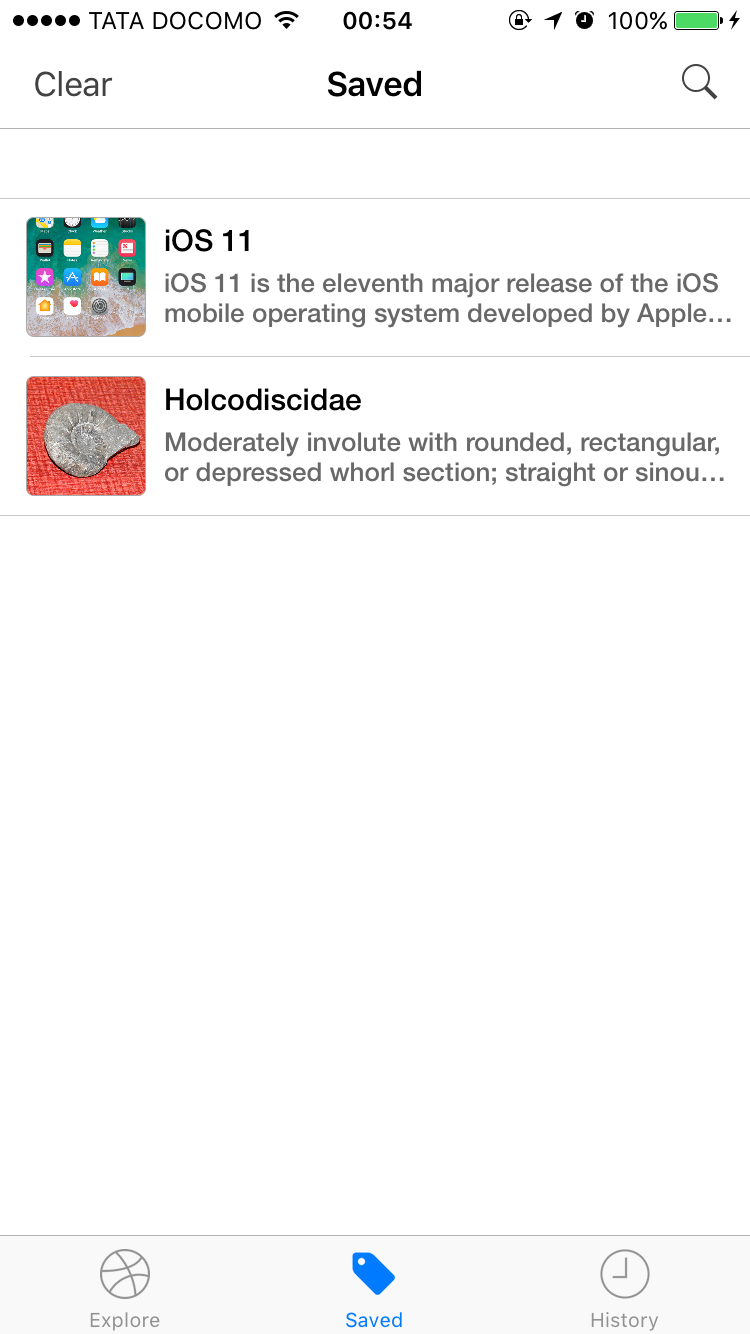 TATA DOCOMO 00:54 100%
Clear Saved
iOS 11
iOS 11 is the eleventh major release of the iOS
mobile operating system developed by Apple…
Holcodiscidae
Moderately involute with rounded, rectangular,
or depressed whorl section; straight or sinou…
Explore Saved History